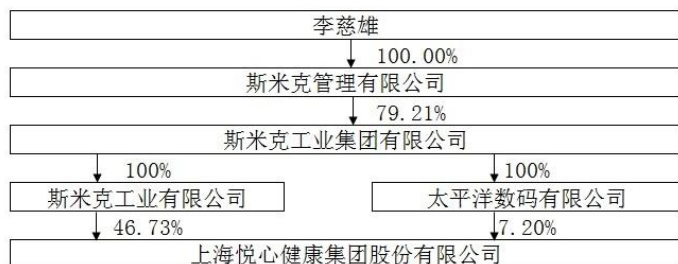 李慈雄
100.00%
斯米克管理有限公司
79.21%
斯米克工业集团有限公司
100%
100%
斯米克工业有限公司
太平洋数码有限公司
46.73%
7.20%
上海悦心健康集团股份有限公司